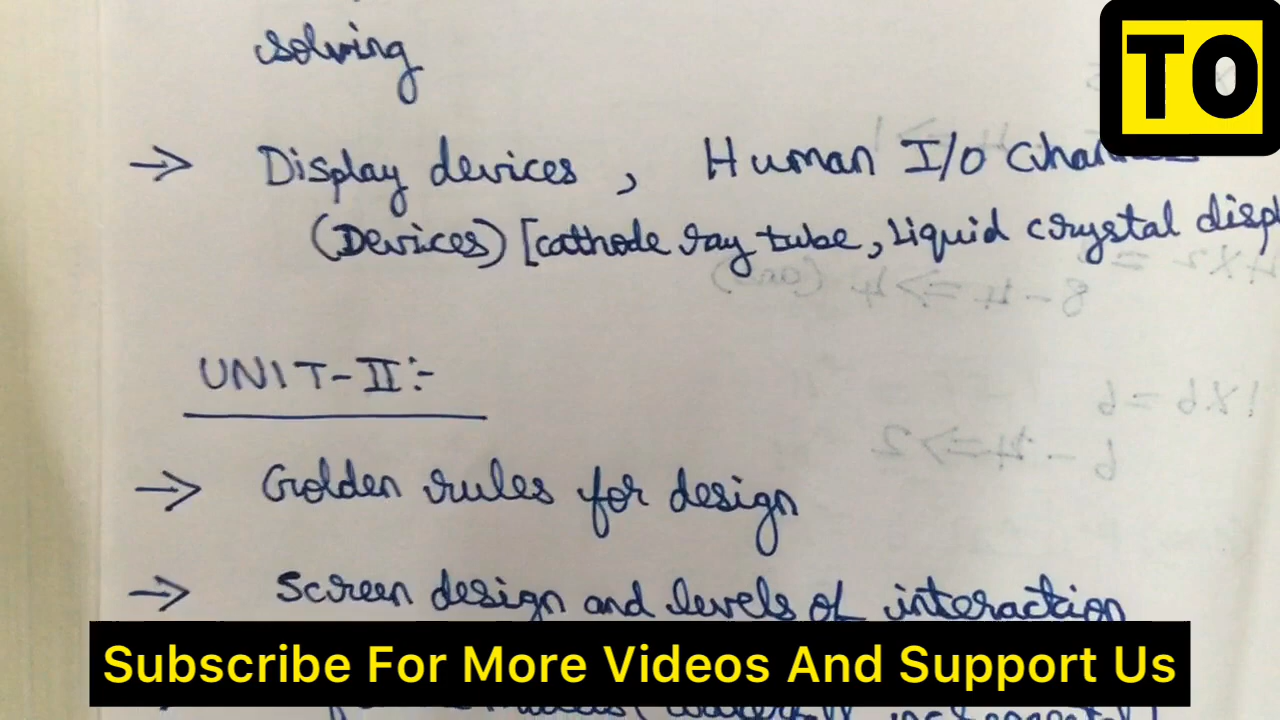 solving
TO
→ Display devices, Human I/O
(Devices) [cathode ray tube, Liquid crystal disp
UNIT-II:-
→ Golden rules for design
→ Screen design and levels of interaction
Subscribe For More Videos And Support Us